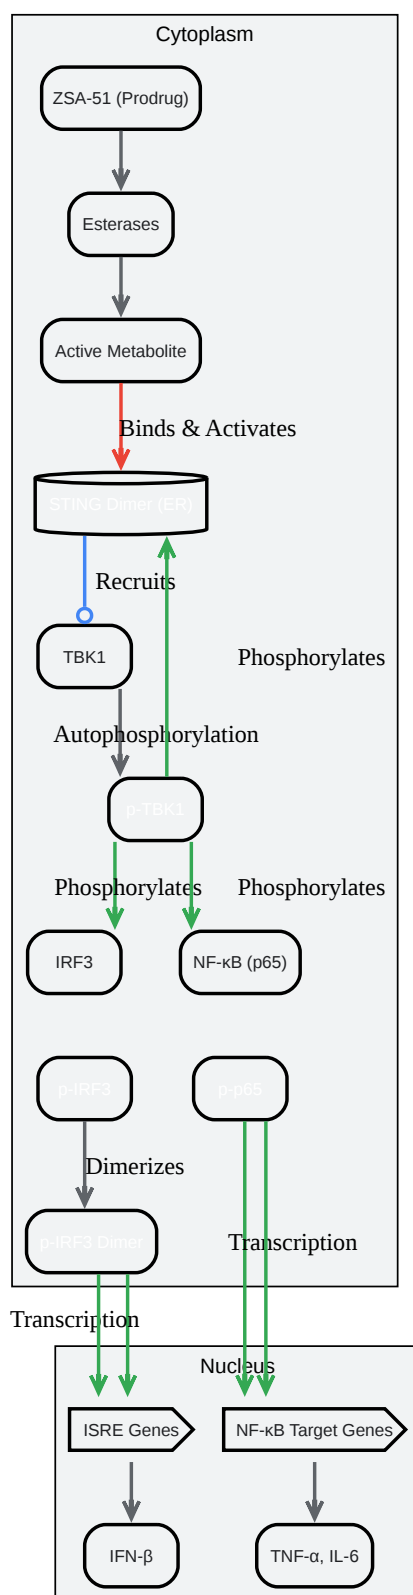 Cytoplasm
ZSA-51 (Prodrug)
Esterases
Active Metabolite
Binds & Activates
STING Dimer (ER)
Recruits
TBK1
Phosphorylates
Autophosphorylation
p-TBK1
Phosphorylates
Phosphorylates
IRF3
NF-κB (p65)
p-IRF3
p-p65
Dimerizes
p-IRF3 Dimer
Transcription
Transcription
Nucleus
ISRE Genes
NF-κB Target Genes
IFN-β
TNF-α, IL-6